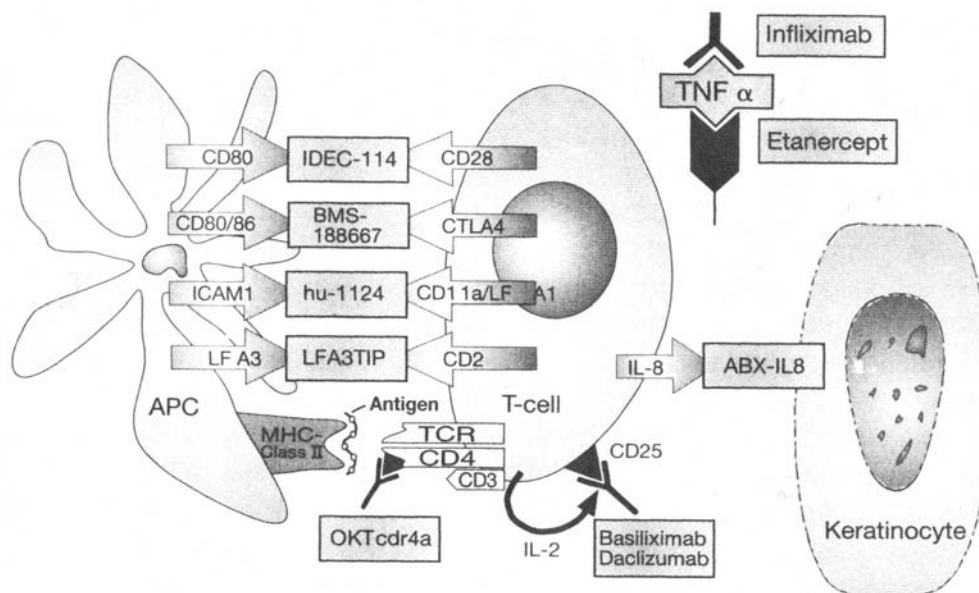 Infliximab
TNF α
Etanercept
CD80
IDEC-114
CD28
CD80/86
BMS-
188667
CTLA4
ICAM1
hu-1124
CD11a/LF A1
LF A3
LFA3TIP
CD2
IL-8
ABX-IL8
APC
Antigen
T-cell
MHC-
Class II
TCR
CD4
CD3
CD25
OKTcdr4a
IL-2
Basiliximab
Daclizumab
Keratinocyte